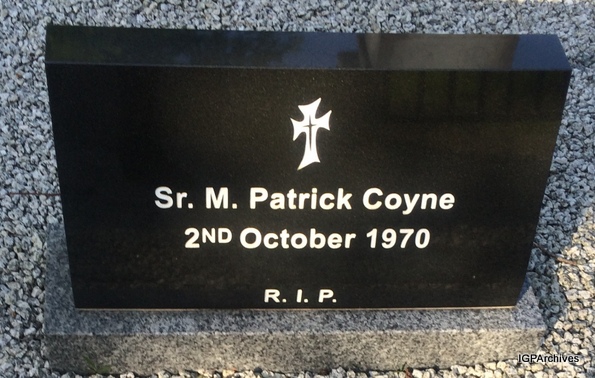 Sr. M. Patrick Coyne
2ND October 1970
R. I. P.
IGPArchives